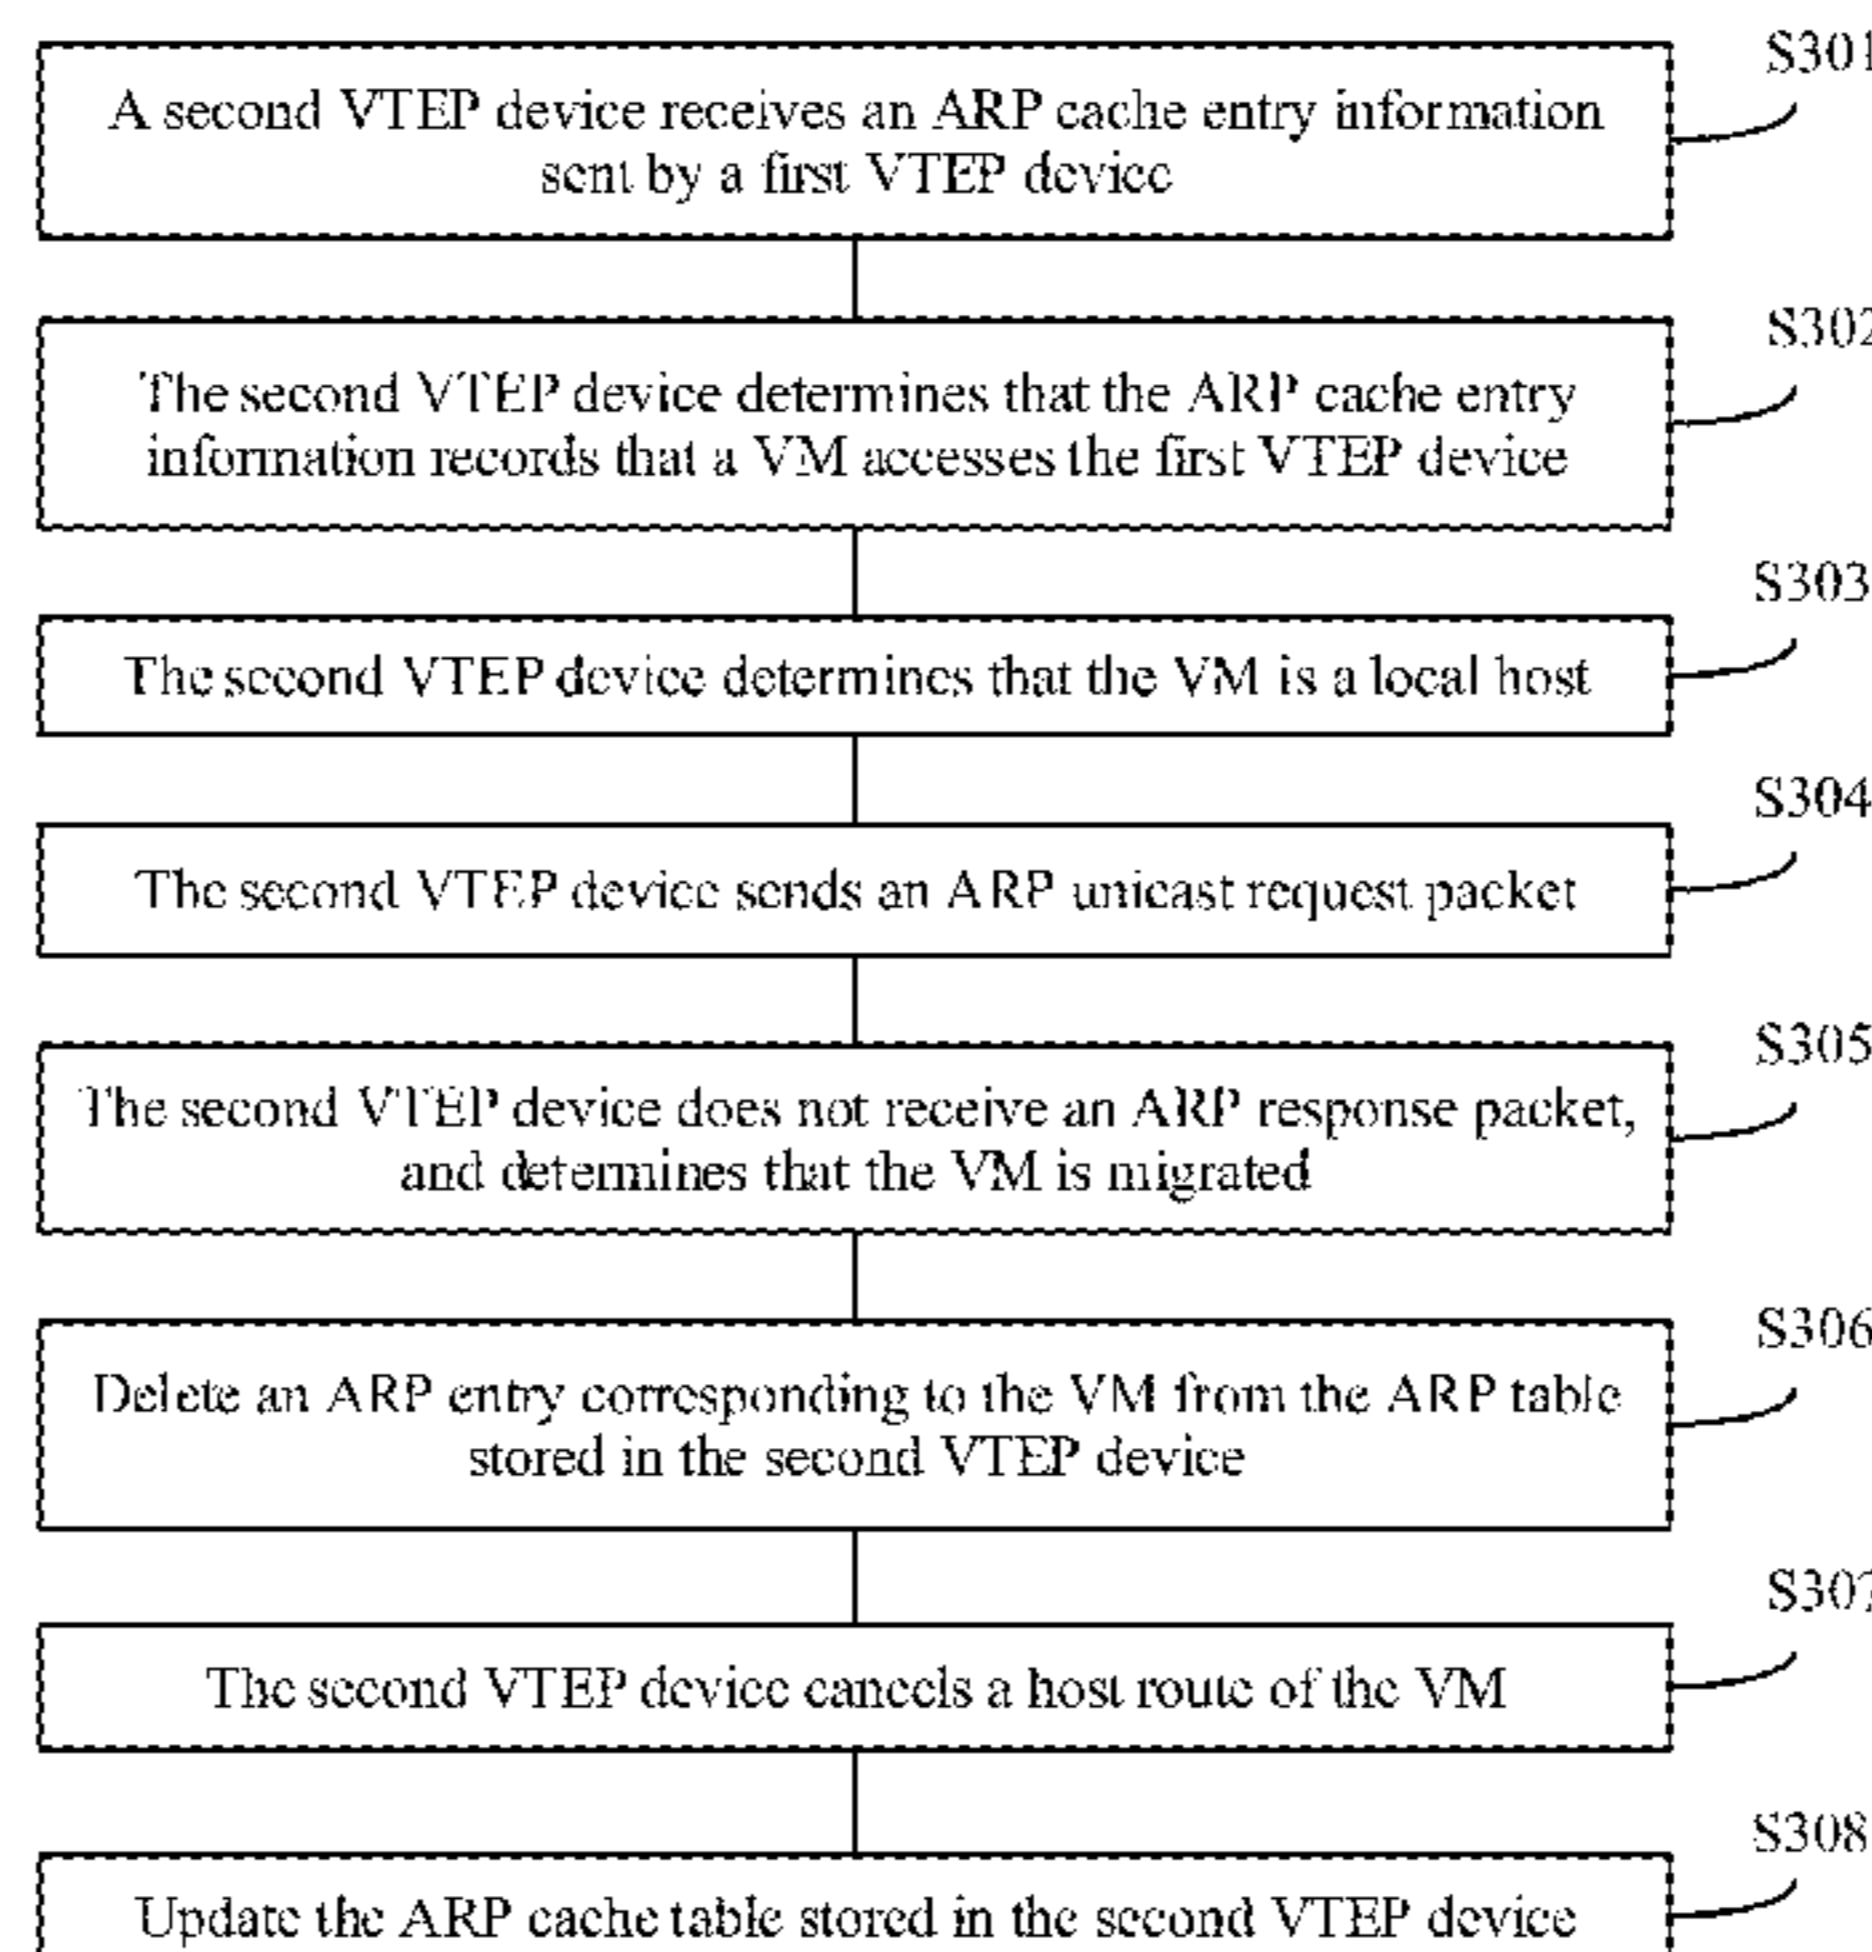 S301
A second VTEP device receives an ARP cache entry information
sent by a first VTEP device
S302
The second VTEP device determines that the ARP cache entry
information records that a VM accesses the first VTEP device
S303
The second VTEP device determines that the VM is a local host
S304
The second VTEP device sends an ARP unicast request packet
S305
The second VTEP device does not receive an ARP response packet,
and determines that the VM is migrated
S306
Delete an ARP entry corresponding to the VM from the ARP table
stored in the second VTEP device
S307
The second VTEP device cancels a host route of the VM
S308
Update the ARP cache table stored in the second VTEP device